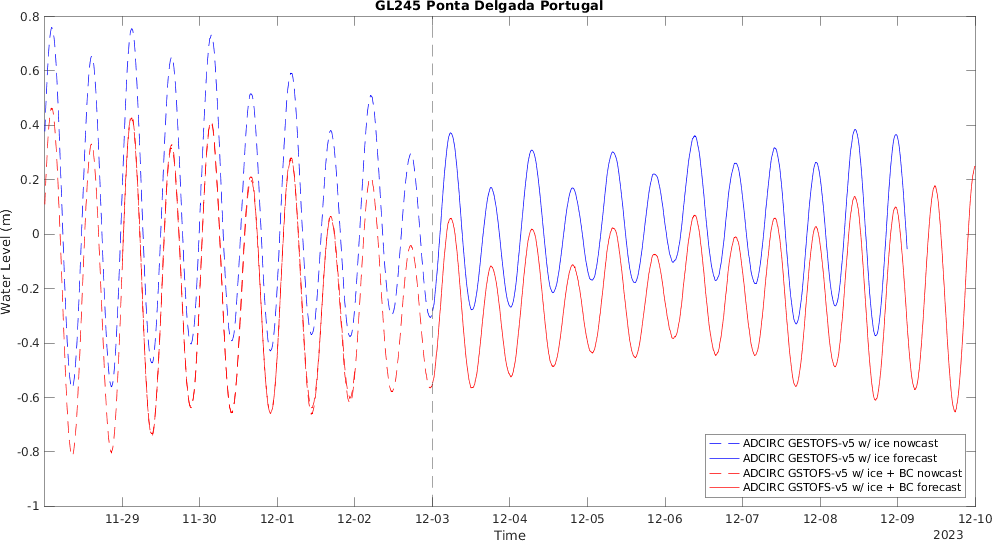 GL245 Ponta Delgada Portugal
0.8
0.6
0.4
0.2
0
-0.2
-0.4
-0.6
-0.8
-1
Water Level (m)
ADCIRC GESTOFS-v5 w/ ice nowcast
ADCIRC GESTOFS-v5 w/ ice forecast
ADCIRC GSTOFS-v5 w/ ice + BC nowcast
ADCIRC GSTOFS-v5 w/ ice + BC forecast
11-29 11-30 12-01 12-02 12-03 12-04 12-05 12-06 12-07 12-08 12-09 12-10
Time
2023